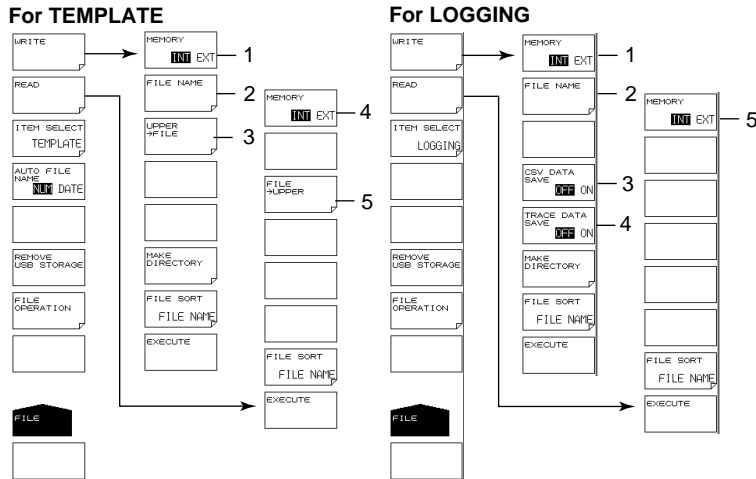 For TEMPLATE
WRITE
READ
ITEM SELECT
TEMPLATE
AUTO FILE
NAME
NUM DATE
REMOVE
USB STORAGE
FILE
OPERATION
FILE
MEMORY
INT EXT
1
FILE NAME
2
UPPER
→FILE
3
MAKE
DIRECTORY
FILE SORT
FILE NAME
EXECUTE
MEMORY
INT EXT
4
FILE
→UPPER
5
FILE SORT
FILE NAME
EXECUTE
For LOGGING
WRITE
READ
ITEM SELECT
LOGGING
REMOVE
USB STORAGE
FILE
OPERATION
FILE
MEMORY
INT EXT
1
FILE NAME
2
CSV DATA
SAVE
OFF ON
3
TRACE DATA
SAVE
OFF ON
4
MAKE
DIRECTORY
FILE SORT
FILE NAME
EXECUTE
MEMORY
INT EXT
5
FILE SORT
FILE NAME
EXECUTE